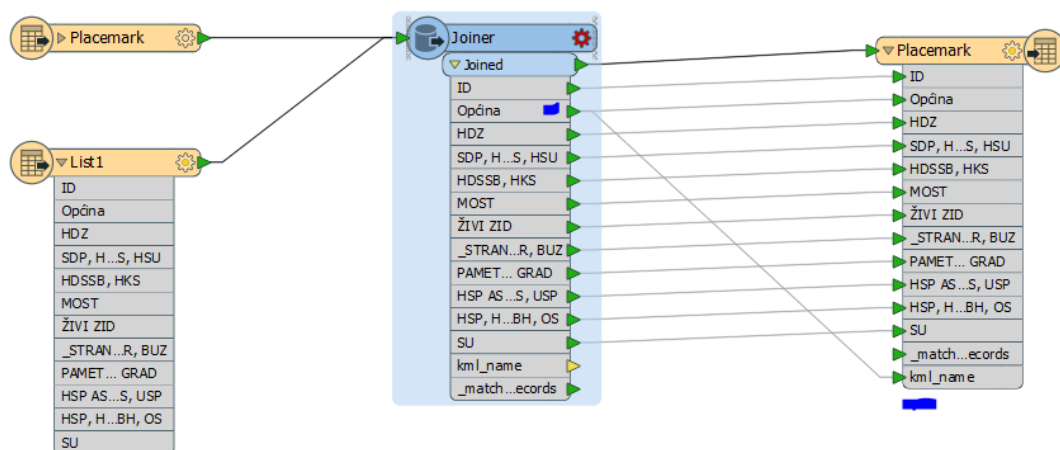 Placemark
List1
ID
Općina
HDZ
SDP, H...S, HSU
HDSSB, HKS
MOST
ŽIVI ZID
_STRAN...R, BUZ
PAMET... GRAD
HSP AS...S, USP
HSP, H...BH, OS
SU
Joiner
Joined
ID
Općina
HDZ
SDP, H...S, HSU
HDSSB, HKS
MOST
ŽIVI ZID
_STRAN...R, BUZ
PAMET... GRAD
HSP AS...S, USP
HSP, H...BH, OS
SU
kml_name
_match...ecords
Placemark
ID
Općina
HDZ
SDP, H...S, HSU
HDSSB, HKS
MOST
ŽIVI ZID
_STRAN...R, BUZ
PAMET... GRAD
HSP AS...S, USP
HSP, H...BH, OS
SU
_match...ecords
kml_name